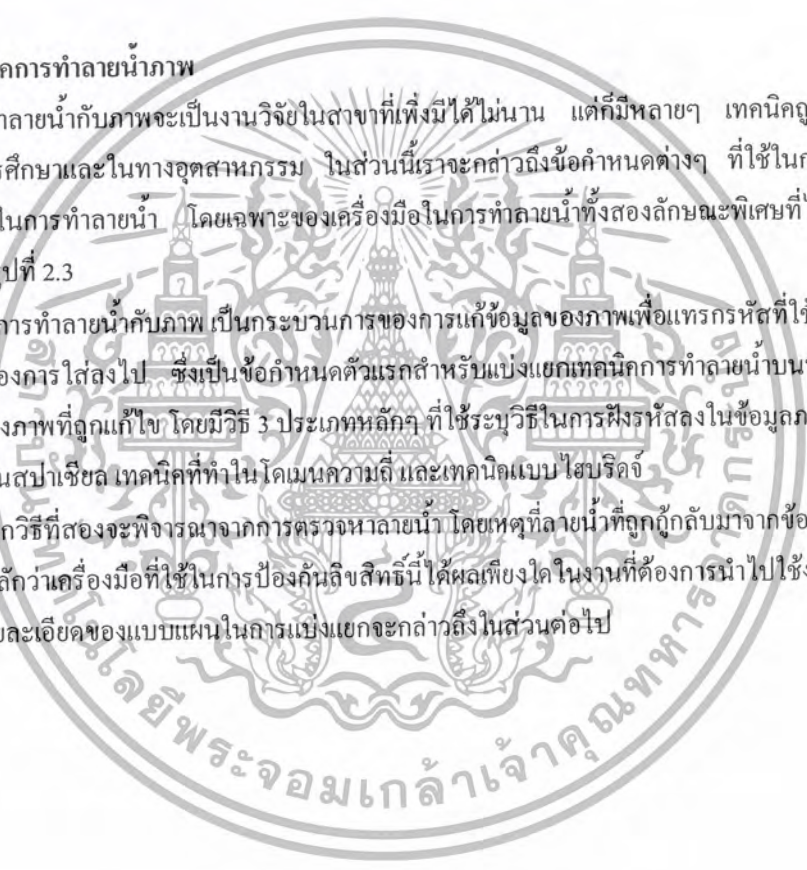 คการทำลายน้ำภาพ
ำลายน้ำกับภาพจะเป็นงานวิจัยในสาขาที่เพิ่งมีได้ไม่นาน แต่ก็มีหลายๆ เทคนิคถู
รศึกษาและในทางอุตสาหกรรม ในส่วนนี้เราจะกล่าวถึงข้อกำหนดต่างๆ ที่ใช้ในก
ในการทำลายน้ำ โดยเฉพาะของเครื่องมือในการทำลายน้ำทั้งสองลักษณะพิเศษที่
ปที่ 2.3
การทำลายน้ำกับภาพ เป็นกระบวนการของการแก้ข้อมูลของภาพเพื่อแทรกรหัสที่ใช้
องการใส่ลงไป ซึ่งเป็นข้อกำหนดตัวแรกสำหรับแบ่งแยกเทคนิคการทำลายน้ำบน
งภาพที่ถูกแก้ไข โดยมีวิธี 3 ประเภทหลักๆ ที่ใช้ระบุวิธีในการฝังรหัสลงในข้อมูลภ
นสปาเชียล เทคนิคที่ทำในโดเมนความถี่ และเทคนิคแบบไฮบริดจ์
กวิธีที่สองจะพิจารณาจากการตรวจหาลายน้ำ โดยเหตุที่ลายน้ำที่ถูกกู้กลับมาจากข้อ
ลักว่าเครื่องมือที่ใช้ในการป้องกันลิขสิทธิ์นี้ได้ผลเพียงใดในงานที่ต้องการนำไปใช้
ยละเอียดของแบบแผนในการแบ่งแยกจะกล่าวถึงในส่วนต่อไป
สถาบันเทคโนโลยีพระจอมเกล้าเจ้าคุณทหารลาดกระบัง